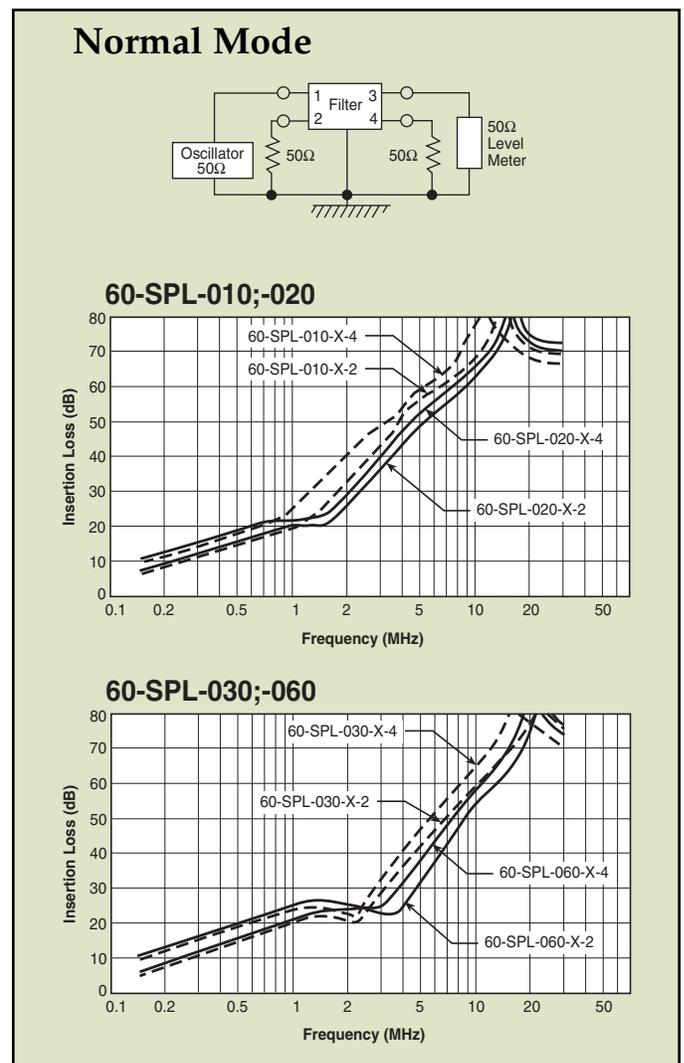 Normal Mode
1 Filter 3
2 4
Oscillator
50Ω
50Ω
50Ω
50Ω
Level
Meter
60-SPL-010;-020
Insertion Loss (dB)
80
70
60
50
40
30
20
10
0
60-SPL-010-X-4
60-SPL-010-X-2
60-SPL-020-X-4
60-SPL-020-X-2
0.1 0.2 0.5 1 2 5 10 20 50
Frequency (MHz)
60-SPL-030;-060
Insertion Loss (dB)
80
70
60
50
40
30
20
10
0
60-SPL-030-X-4
60-SPL-030-X-2
60-SPL-060-X-4
60-SPL-060-X-2
0.1 0.2 0.5 1 2 5 10 20 50
Frequency (MHz)